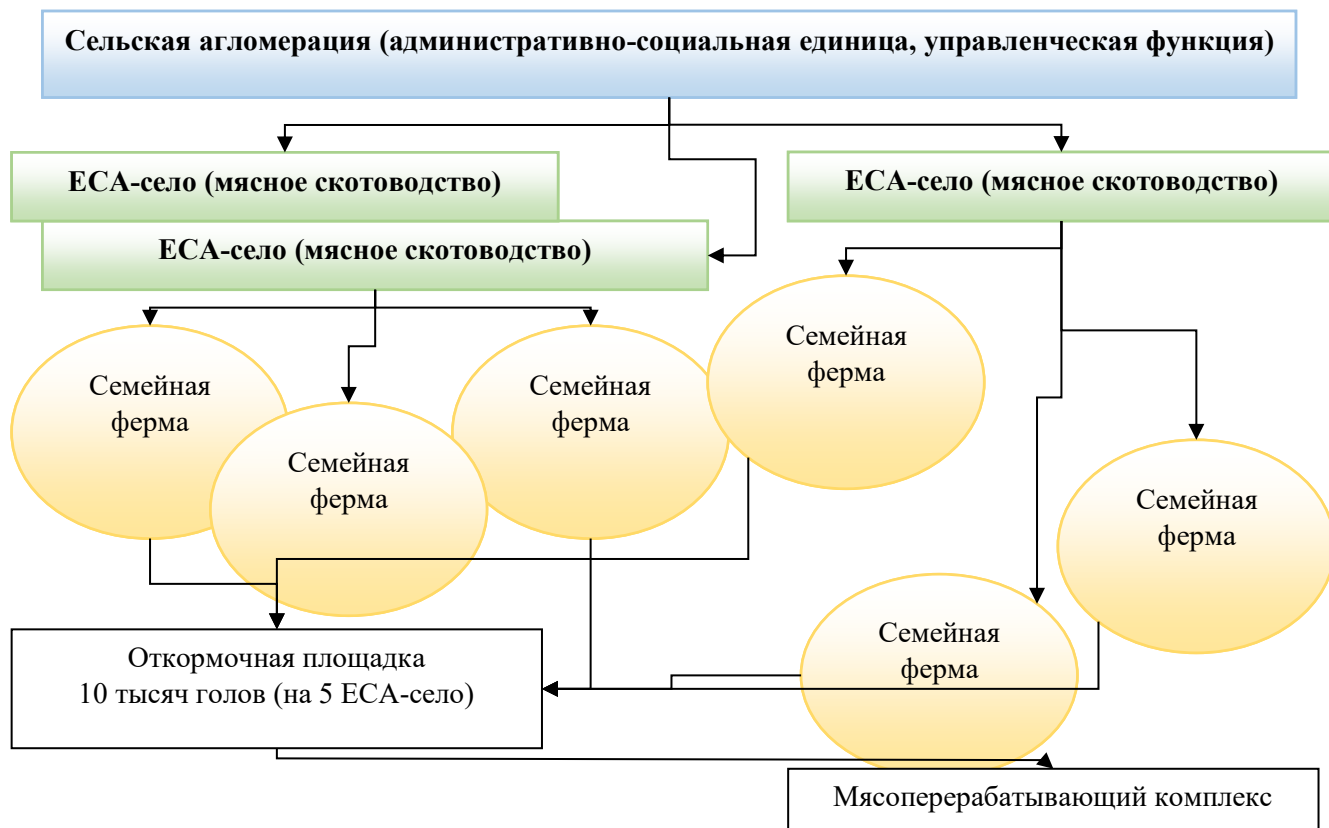 Сельская агломерация (административно-социальная единица, управленческая функция)
ЕСА-село (мясное скотоводство)
ЕСА-село (мясное скотоводство)
ЕСА-село (мясное скотоводство)
Семейная
ферма
Семейная
ферма
Семейная
ферма
Семейная
ферма
Семейная
ферма
Семейная
ферма
Откормочная площадка
10 тысяч голов (на 5 ЕСА-село)
Мясоперерабатывающий комплекс